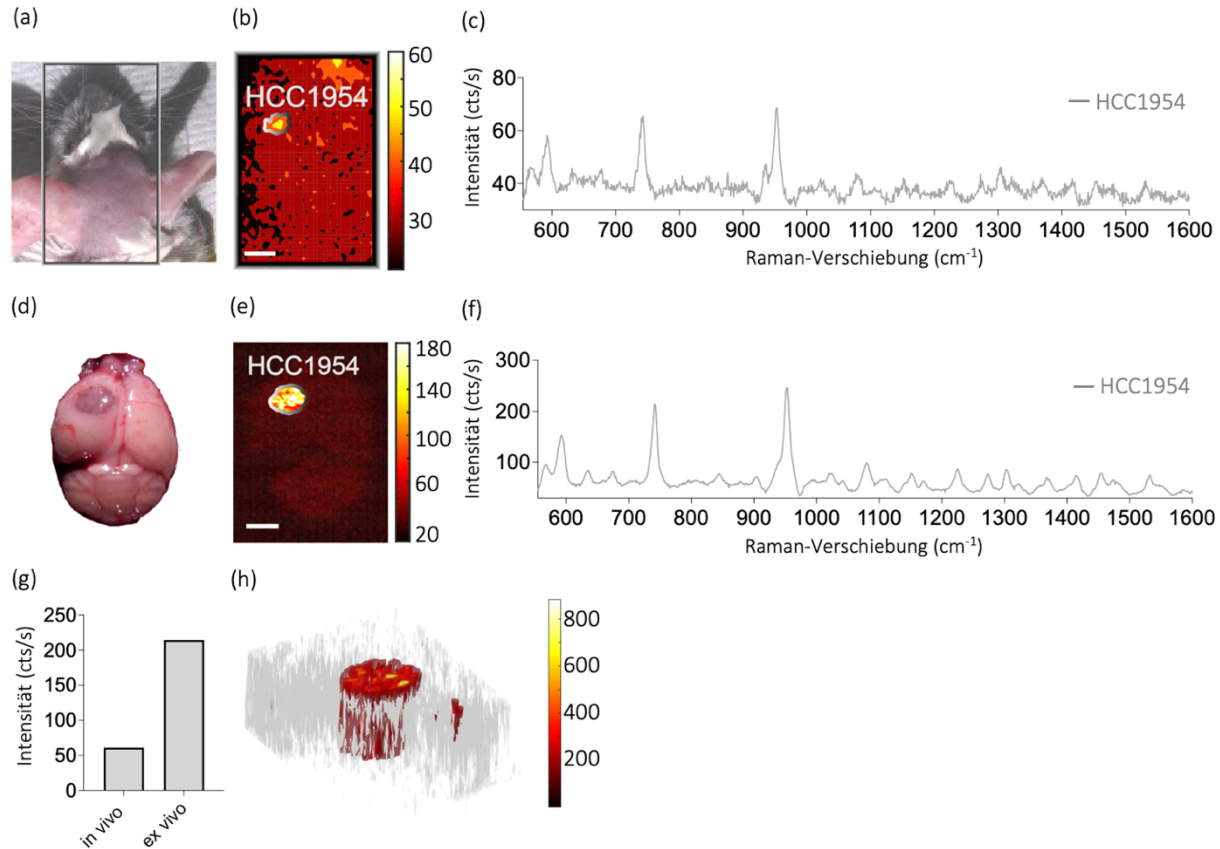 (a)
(b)
(c)
HCC1954
60
50
40
30
Intensität (cts/s)
80
60
40
HCC1954
600 700 800 900 1000 1100 1200 1300 1400 1500 1600
Raman-Verschiebung (cm⁻¹)
(d)
(e)
(f)
HCC1954
180
140
100
60
20
Intensität (cts/s)
300
200
100
HCC1954
600 700 800 900 1000 1100 1200 1300 1400 1500 1600
Raman-Verschiebung (cm⁻¹)
(g)
(h)
Intensität (cts/s)
250
200
150
100
50
0
in vivo
ex vivo
800
600
400
200